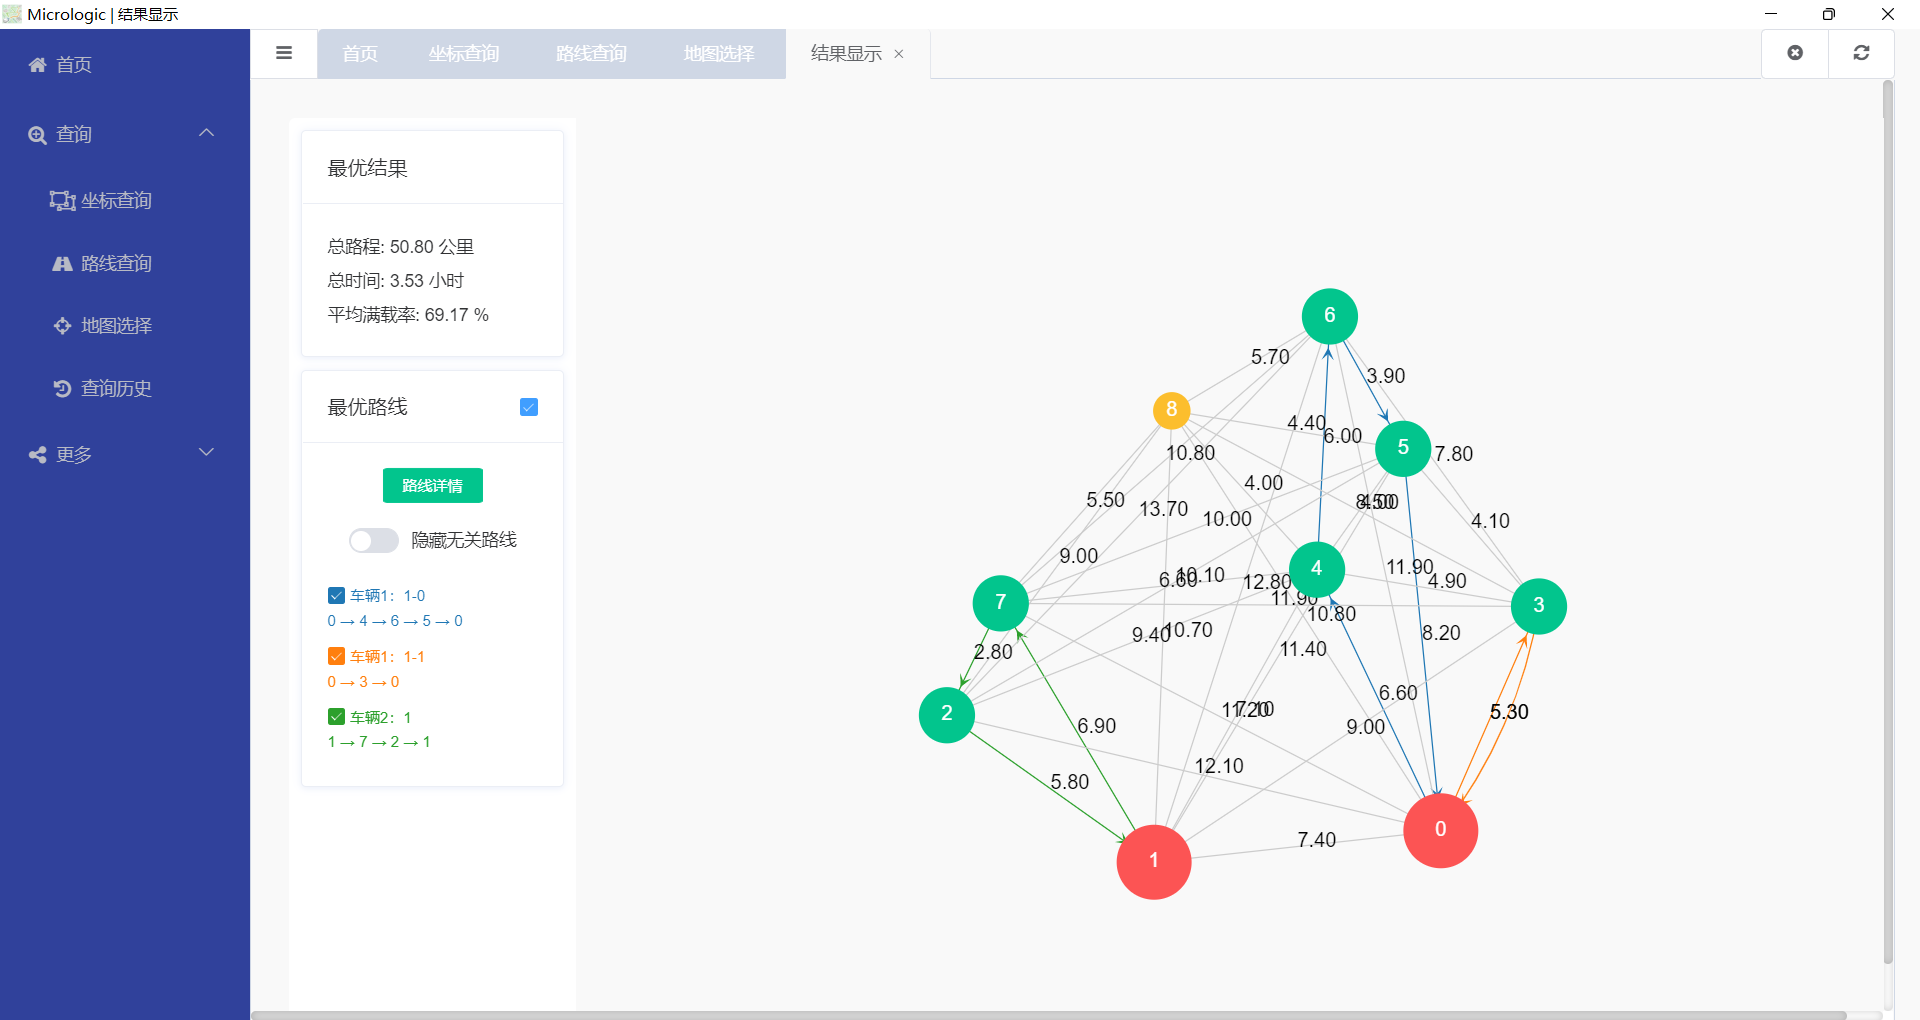 Micrologic | 结果显示
首页
查询
坐标查询
路线查询
地图选择
查询历史
更多
首页 坐标查询 路线查询 地图选择 结果显示
最优结果
总路程: 50.80 公里
总时间: 3.53 小时
平均满载率: 69.17 %
最优路线
路线详情
隐藏无关路线
车辆1：1-0
0 → 4 → 6 → 5 → 0
车辆1：1-1
0 → 3 → 0
车辆2：1
1 → 7 → 2 → 1
6
5.70
3.90
8
4.40
6.00
5
10.80
7.80
4.00
5.50
13.70
4.50
10.00
4.10
9.00
4
11.90
10.10
6.60
12.80
4.90
11.90
7
3
10.80
9.40
10.70
8.20
2.80
11.40
6.60
2
11.20
7.10
5.30
6.90
9.00
12.10
5.80
0
7.40
1